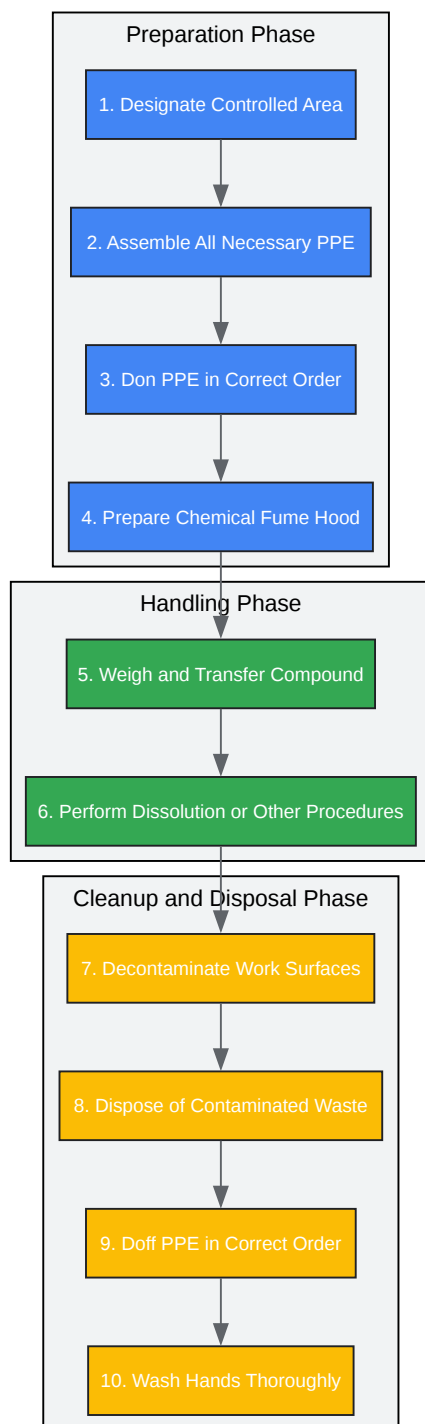 Preparation Phase
1. Designate Controlled Area
2. Assemble All Necessary PPE
3. Don PPE in Correct Order
4. Prepare Chemical Fume Hood
Handling Phase
5. Weigh and Transfer Compound
6. Perform Dissolution or Other Procedures
Cleanup and Disposal Phase
7. Decontaminate Work Surfaces
8. Dispose of Contaminated Waste
9. Doff PPE in Correct Order
10. Wash Hands Thoroughly